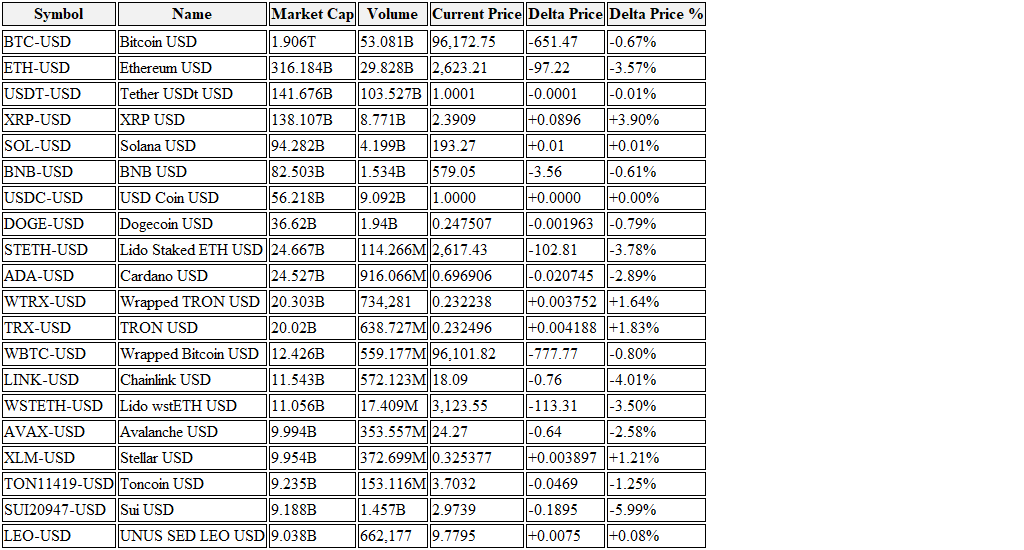 Symbol Name Market Cap Volume Current Price Delta Price Delta Price %
BTC-USD Bitcoin USD 1.906T 53.081B 96,172.75 -651.47 -0.67%
ETH-USD Ethereum USD 316.184B 29.828B 2,623.21 -97.22 -3.57%
USDT-USD Tether USDt USD 141.676B 103.527B 1.0001 -0.0001 -0.01%
XRP-USD XRP USD 138.107B 8.771B 2.3909 +0.0896 +3.90%
SOL-USD Solana USD 94.282B 4.199B 193.27 +0.01 +0.01%
BNB-USD BNB USD 82.503B 1.534B 579.05 -3.56 -0.61%
USDC-USD USD Coin USD 56.218B 9.092B 1.0000 +0.0000 +0.00%
DOGE-USD Dogecoin USD 36.62B 1.94B 0.247507 -0.001963 -0.79%
STETH-USD Lido Staked ETH USD 24.667B 114.266M 2,617.43 -102.81 -3.78%
ADA-USD Cardano USD 24.527B 916.066M 0.696906 -0.020745 -2.89%
WTRX-USD Wrapped TRON USD 20.303B 734,281 0.232238 +0.003752 +1.64%
TRX-USD TRON USD 20.02B 638.727M 0.232496 +0.004188 +1.83%
WBTC-USD Wrapped Bitcoin USD 12.426B 559.177M 96,101.82 -777.77 -0.80%
LINK-USD Chainlink USD 11.543B 572.123M 18.09 -0.76 -4.01%
WSTETH-USD Lido wstETH USD 11.056B 17.409M 3,123.55 -113.31 -3.50%
AVAX-USD Avalanche USD 9.994B 353.557M 24.27 -0.64 -2.58%
XLM-USD Stellar USD 9.954B 372.699M 0.325377 +0.003897 +1.21%
TON11419-USD Toncoin USD 9.235B 153.116M 3.7032 -0.0469 -1.25%
SUI20947-USD Sui USD 9.188B 1.457B 2.9739 -0.1895 -5.99%
LEO-USD UNUS SED LEO USD 9.038B 662,177 9.7795 +0.0075 +0.08%